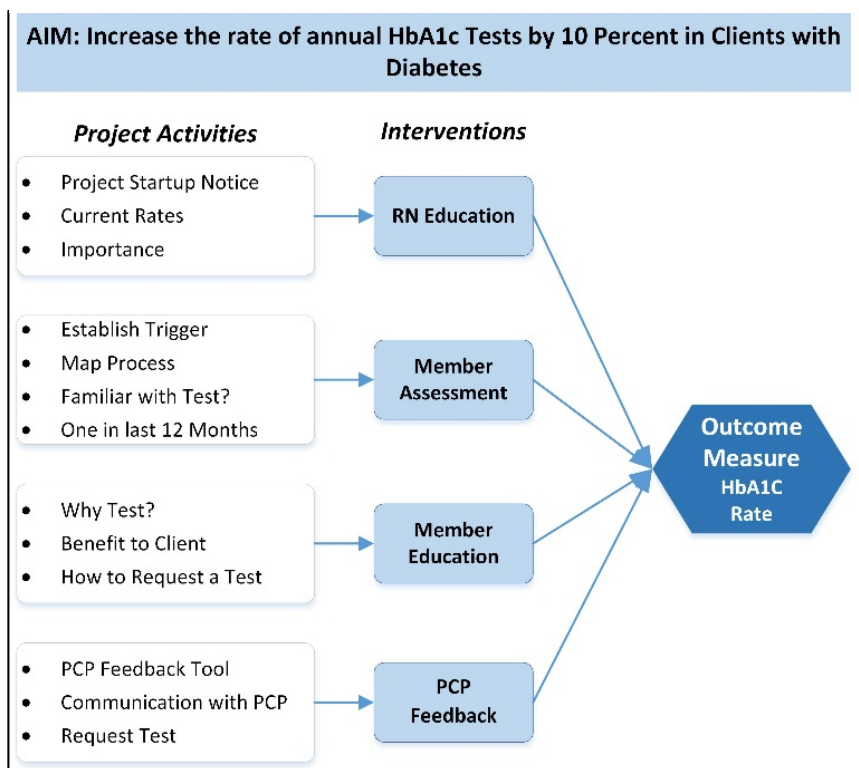 AIM: Increase the rate of annual HbA1c Tests by 10 Percent in Clients with
Diabetes
Project Activities
Interventions
• Project Startup Notice
• Current Rates
• Importance
RN Education
• Establish Trigger
• Map Process
• Familiar with Test?
• One in last 12 Months
Member
Assessment
• Why Test?
• Benefit to Client
• How to Request a Test
Member
Education
• PCP Feedback Tool
• Communication with PCP
• Request Test
PCP
Feedback
Outcome
Measure
HbA1C
Rate